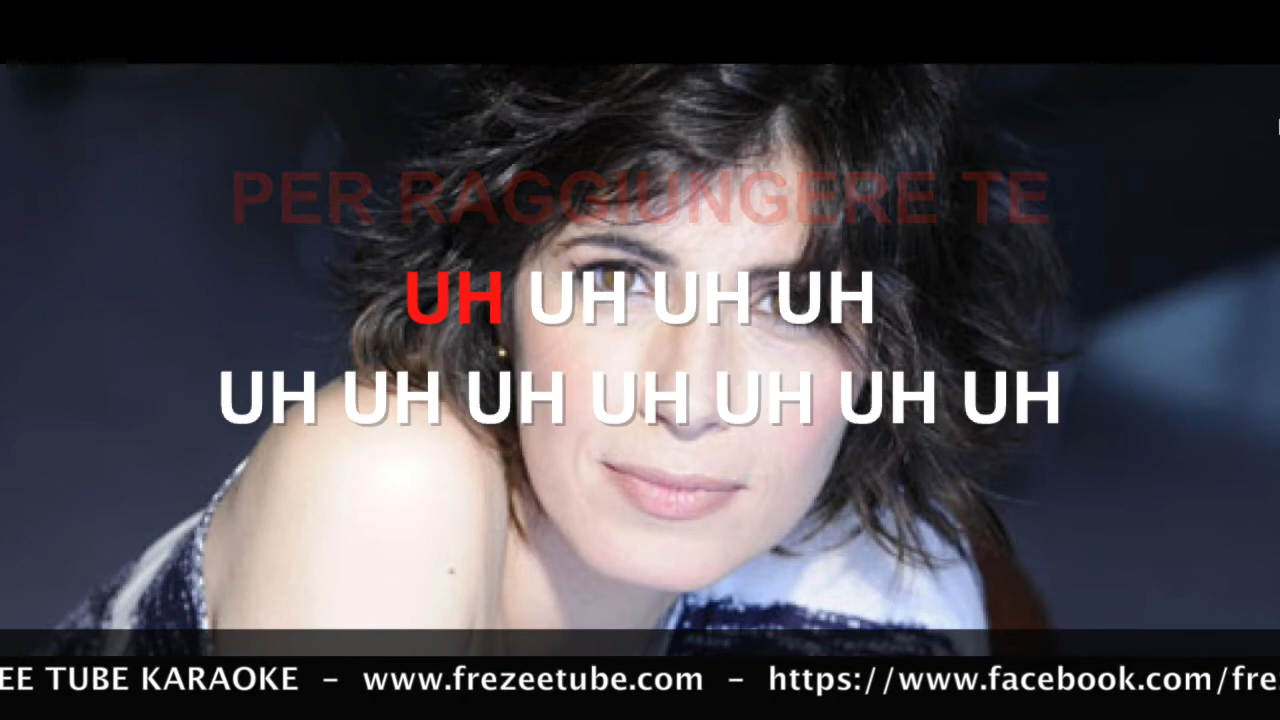 PER RAGGIUNGERE TE
UH UH UH UH
UH UH UH UH UH UH UH
EE TUBE KARAOKE - www.frezeetube.com - https://www.facebook.com/fre